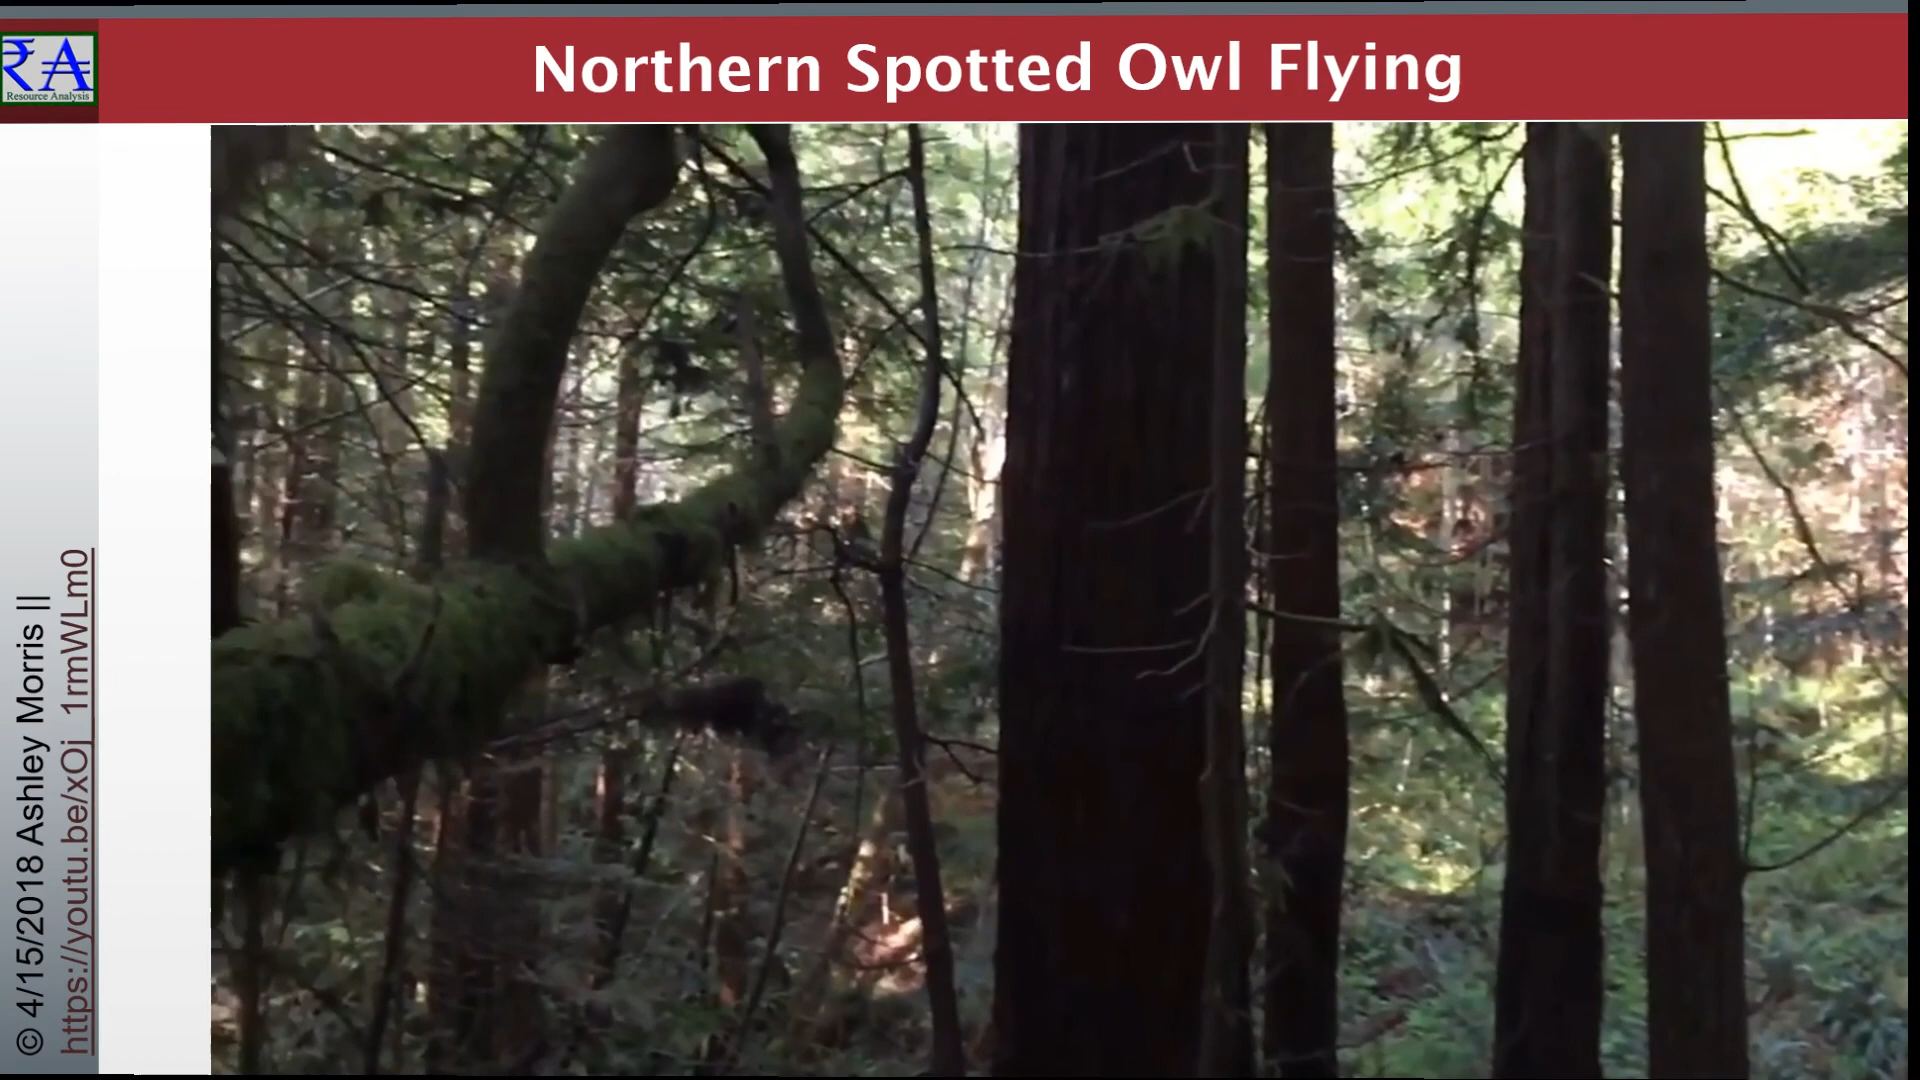 Northern Spotted Owl Flying
₹A
Resource Analysis
© 4/15/2018 Ashley Morris ||
https://youtu.be/xOj_1rmWLm0